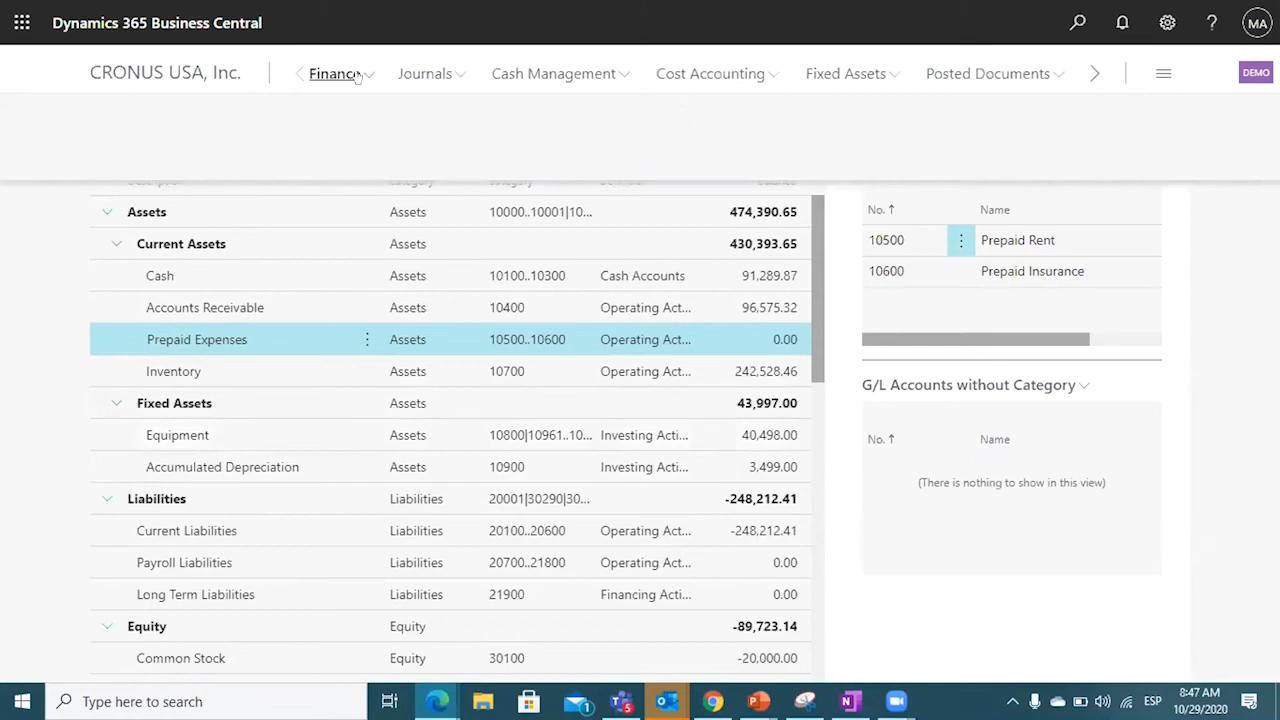 Dynamics 365 Business Central
MA
CRONUS USA, Inc.
Finance Journals Cash Management Cost Accounting Fixed Assets Posted Documents
DEMO
Assets Assets 10000..10001|10... 474,390.65
Current Assets Assets 430,393.65
Cash Assets 10100..10300 Cash Accounts 91,289.87
Accounts Receivable Assets 10400 Operating Act... 96,575.32
Prepaid Expenses Assets 10500..10600 Operating Act... 0.00
Inventory Assets 10700 Operating Act... 242,528.46
Fixed Assets Assets 43,997.00
Equipment Assets 10800|10961..10... Investing Acti... 40,498.00
Accumulated Depreciation Assets 10900 Investing Acti... 3,499.00
Liabilities Liabilities 20001|30290|30... -248,212.41
Current Liabilities Liabilities 20100..20600 Operating Act... -248,212.41
Payroll Liabilities Liabilities 20700..21800 Operating Act... 0.00
Long Term Liabilities Liabilities 21900 Financing Acti... 0.00
Equity Equity -89,723.14
Common Stock Equity 30100 -20,000.00
No. ↑ Name
10500 Prepaid Rent
10600 Prepaid Insurance
G/L Accounts without Category
No. ↑ Name
(There is nothing to show in this view)
Type here to search
1
5
ESP
8:47 AM
10/29/2020